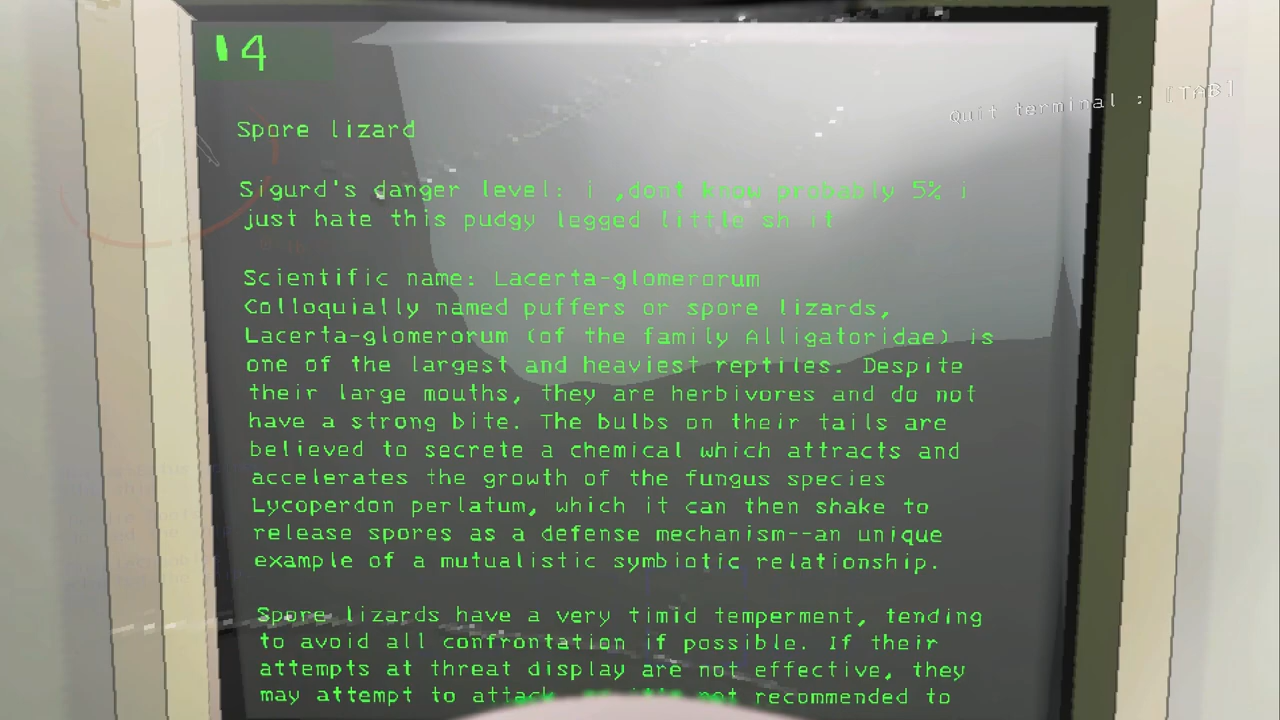 ▮4
Quit terminal : [TAB]
Spore lizard
Sigurd's danger level: i ,dont know probably 5% i
just hate this pudgy legged little sh it
Scientific name: Lacerta-glomerorum
Colloquially named puffers or spore lizards,
Lacerta-glomerorum (of the family Alligatoridae) is
one of the largest and heaviest reptiles. Despite
their large mouths, they are herbivores and do not
have a strong bite. The bulbs on their tails are
believed to secrete a chemical which attracts and
accelerates the growth of the fungus species
Lycoperdon perlatum, which it can then shake to
release spores as a defense mechanism--an unique
example of a mutualistic symbiotic relationship.
Spore lizards have a very timid temperment, tending
to avoid all confrontation if possible. If their
attempts at threat display are not effective, they
may attempt to attack, so it's not recommended to